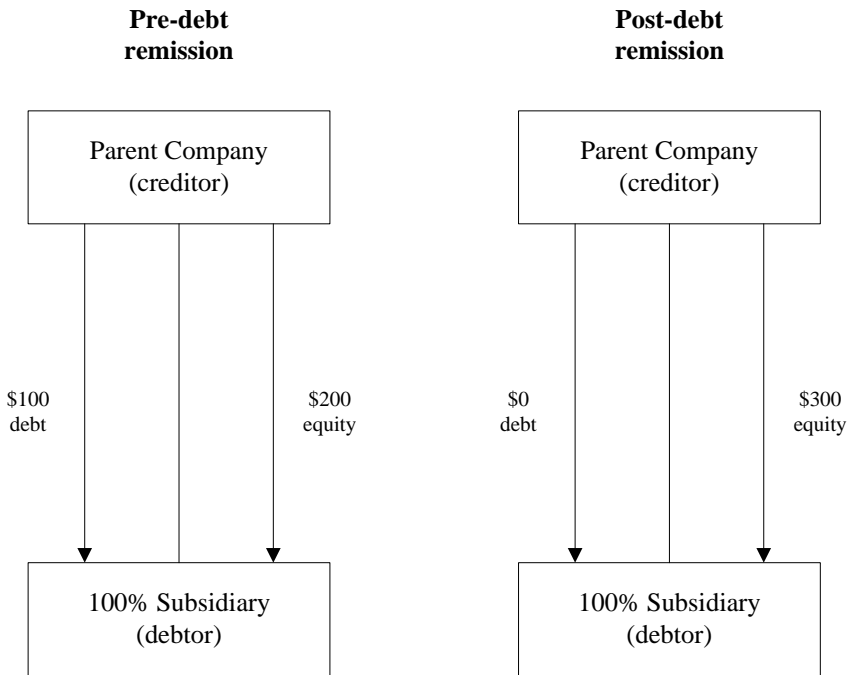 Pre-debt
remission
Parent Company
(creditor)
$100
debt
$200
equity
100% Subsidiary
(debtor)
Post-debt
remission
Parent Company
(creditor)
$0
debt
$300
equity
100% Subsidiary
(debtor)